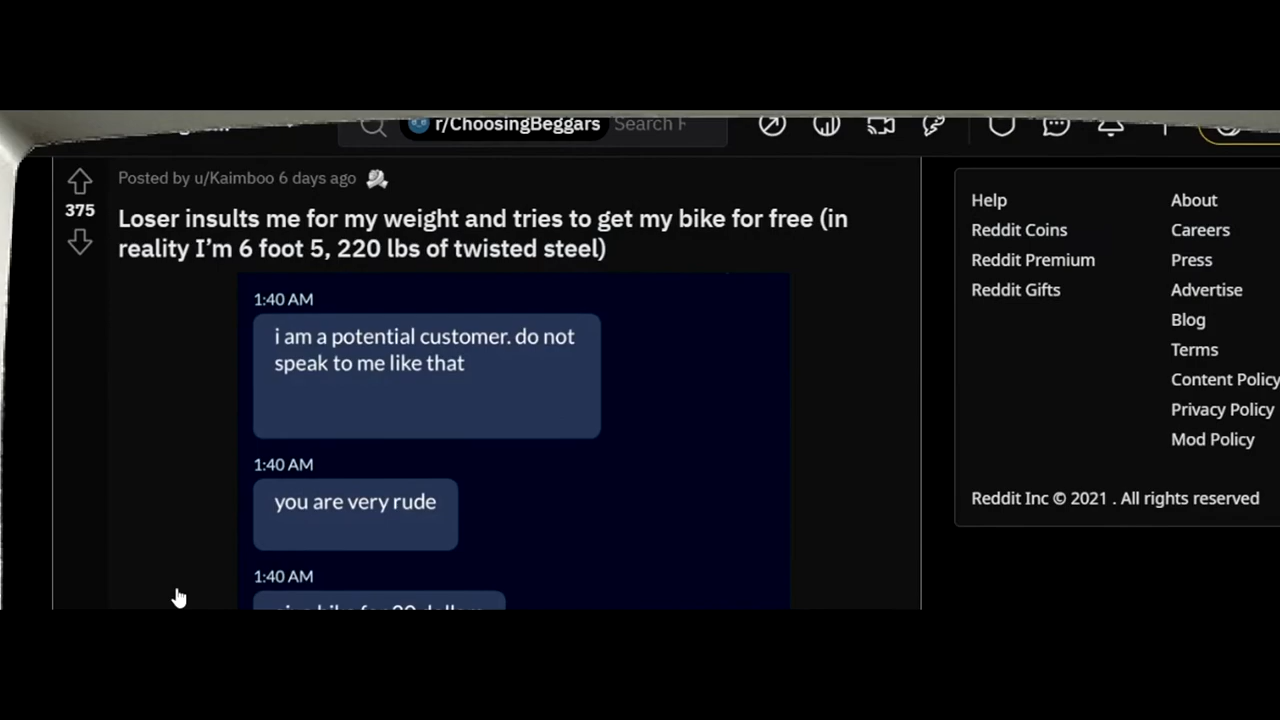 r/ChoosingBeggars Search
Posted by u/Kaimboo 6 days ago
375
Loser insults me for my weight and tries to get my bike for free (in
reality I’m 6 foot 5, 220 lbs of twisted steel)
1:40 AM
i am a potential customer. do not
speak to me like that
1:40 AM
you are very rude
1:40 AM
Help
Reddit Coins
Reddit Premium
Reddit Gifts
About
Careers
Press
Advertise
Blog
Terms
Content Policy
Privacy Policy
Mod Policy
Reddit Inc © 2021 . All rights reserved